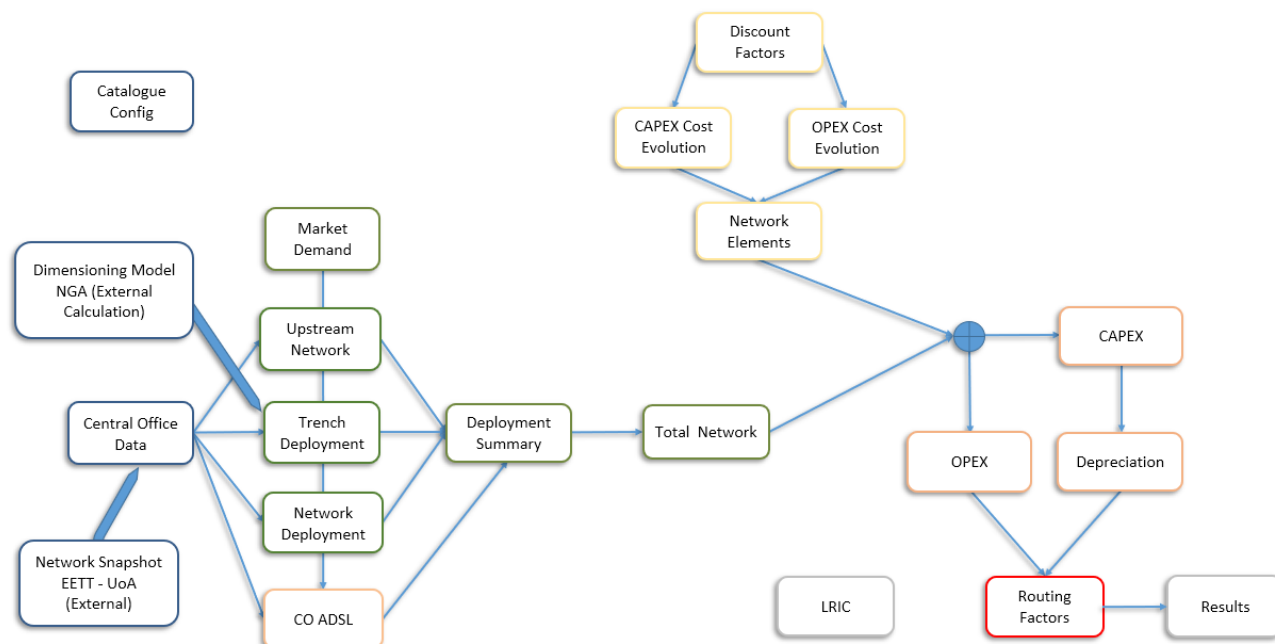 Discount
Factors
Catalogue
Config
CAPEX Cost
Evolution
OPEX Cost
Evolution
Market
Demand
Network
Elements
Dimensioning Model
NGA (External
Calculation)
Upstream
Network
CAPEX
Central Office
Data
Trench
Deployment
Deployment
Summary
Total Network
OPEX
Depreciation
Network
Deployment
Network Snapshot
EETT - UoA
(External)
CO ADSL
LRIC
Routing
Factors
Results